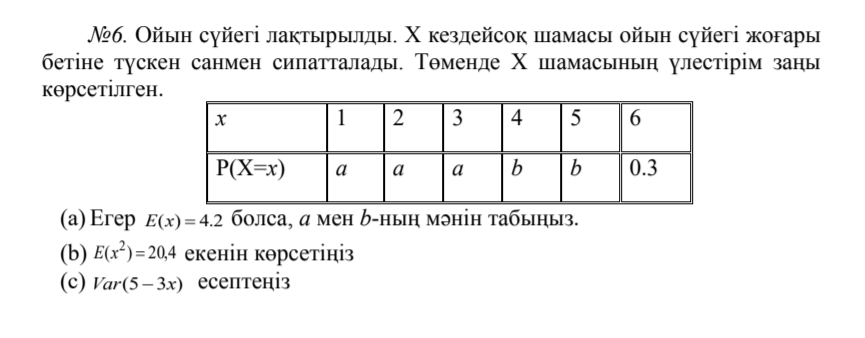 №6. Ойын сүйегі лақтырылды. X кездейсоқ шамасы ойын сүйегі жоғары
бетіне түскен санмен сипатталады. Төменде X шамасының үлестірім заңы
көрсетілген.
x 1 2 3 4 5 6
P(X=x) a a a b b 0.3
(a) Егер E(x) = 4.2 болса, a мен b-ның мәнін табыңыз.
(b) E(x²) = 20,4 екенін көрсетіңіз
(c) Var(5 – 3x) есептеңіз